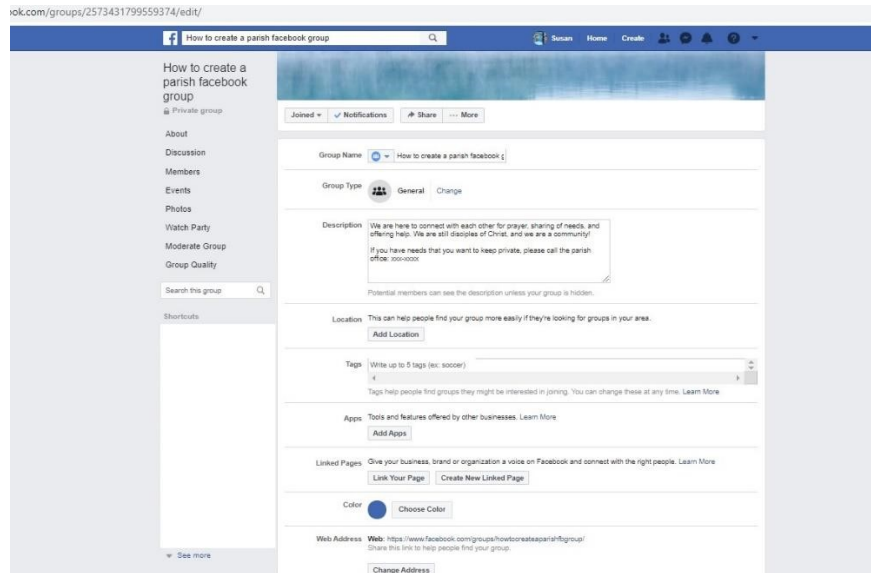 ok.com/groups/2573431799559374/edit/
How to create a parish facebook group
Susan Home Create
How to create a
parish facebook
group
Private group
About
Discussion
Members
Events
Photos
Watch Party
Moderate Group
Group Quality
Search this group
Shortcuts
See more
Joined Notifications Share ··· More
Group Name How to create a parish facebook g
Group Type General Change
Description We are here to connect with each other for prayer, sharing of needs, and
offering help. We are still disciples of Christ, and we are a community!
If you have needs that you want to keep private, please call the parish
office: xxx-xxxx
Potential members can see the description unless your group is hidden.
Location This can help people find your group more easily if they're looking for groups in your area.
Add Location
Tags Write up to 5 tags (ex: soccer)
Tags help people find groups they might be interested in joining. You can change these at any time. Learn More
Apps Tools and features offered by other businesses. Learn More
Add Apps
Linked Pages Give your business, brand or organization a voice on Facebook and connect with the right people. Learn More
Link Your Page Create New Linked Page
Color Choose Color
Web Address Web: https://www.facebook.com/groups/howtocreateaparishfbgroup/
Share this link to help people find your group.
Change Address